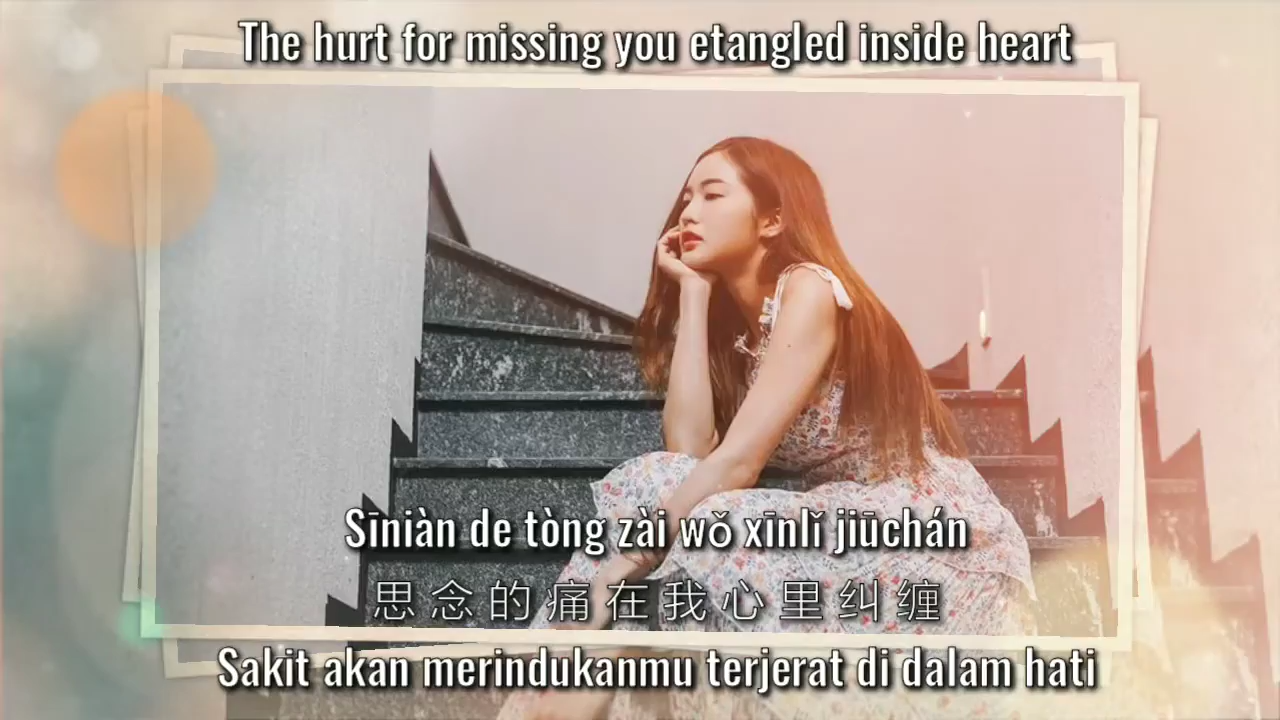 The hurt for missing you etangled inside heart
Sīniàn de tòng zài wǒ xīnlǐ jiūchán
思念的痛在我心里纠缠
Sakit akan merindukanmu terjerat di dalam hati